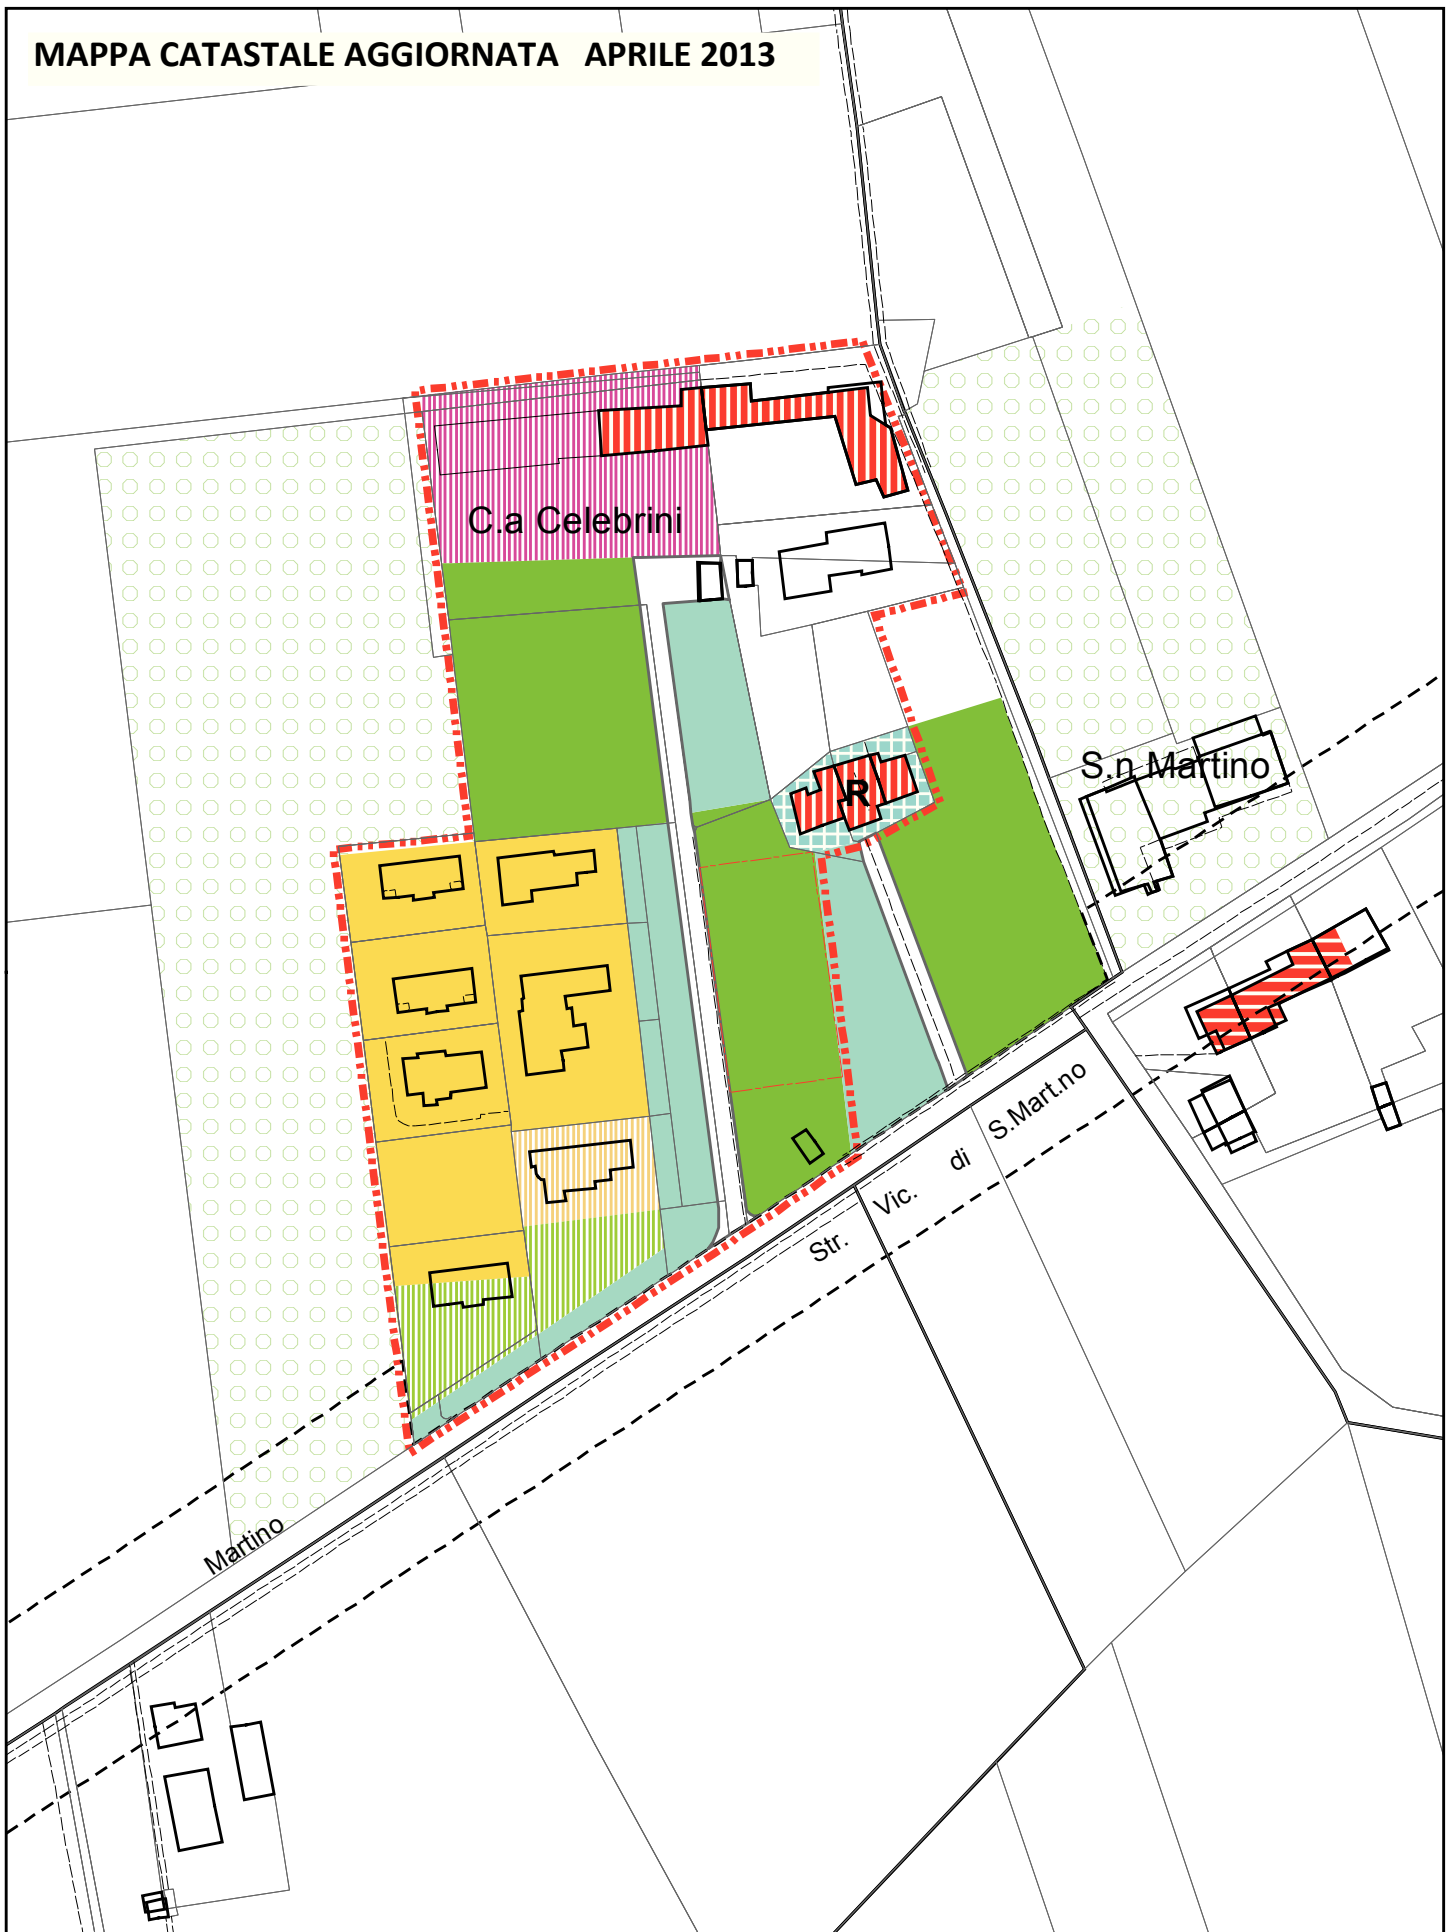 MAPPA CATASTALE AGGIORNATA APRILE 2013
C.a Celebrini
S.n Martino
R
Str. Vic. di S.Mart.no
Martino